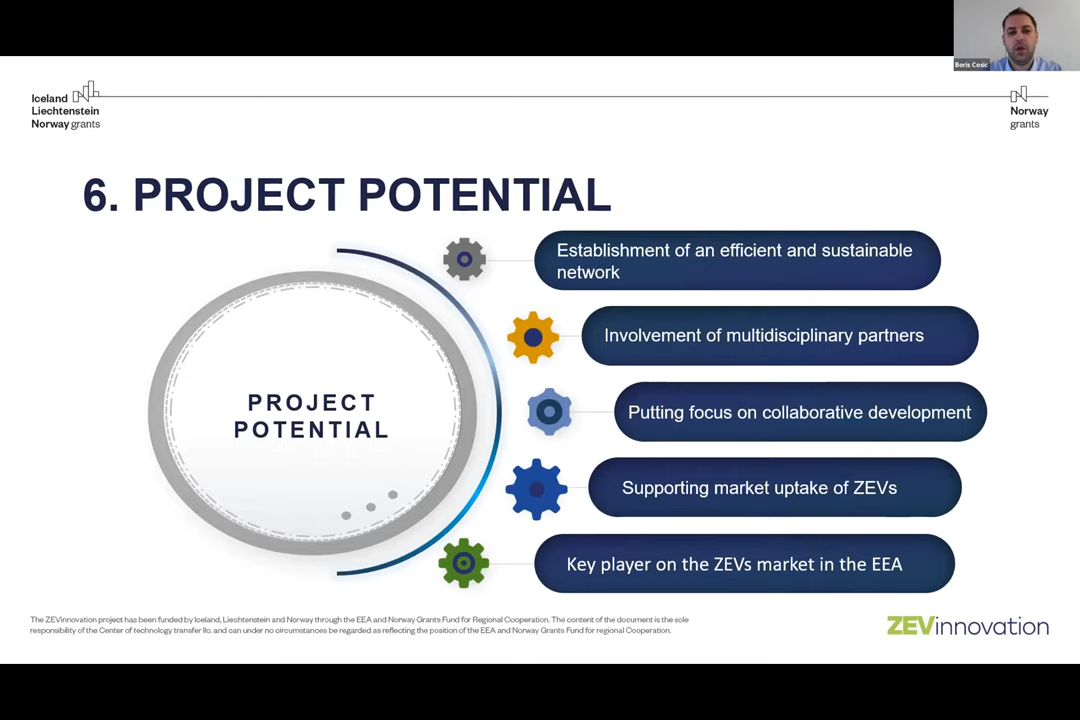 Boris Cosic
Iceland
Liechtenstein
Norway grants
Norway
grants
6. PROJECT POTENTIAL
PROJECT
POTENTIAL
Establishment of an efficient and sustainable
network
Involvement of multidisciplinary partners
Putting focus on collaborative development
Supporting market uptake of ZEVs
Key player on the ZEVs market in the EEA
The ZEVinnovation project has been funded by Iceland, Liechtenstein and Norway through the EEA and Norway Grants Fund for Regional Cooperation. The content of the document is the sole
responsibility of the Center of technology transfer llc. and can under no circumstances be regarded as reflecting the position of the EEA and Norway Grants Fund for regional Cooperation.
ZEVinnovation